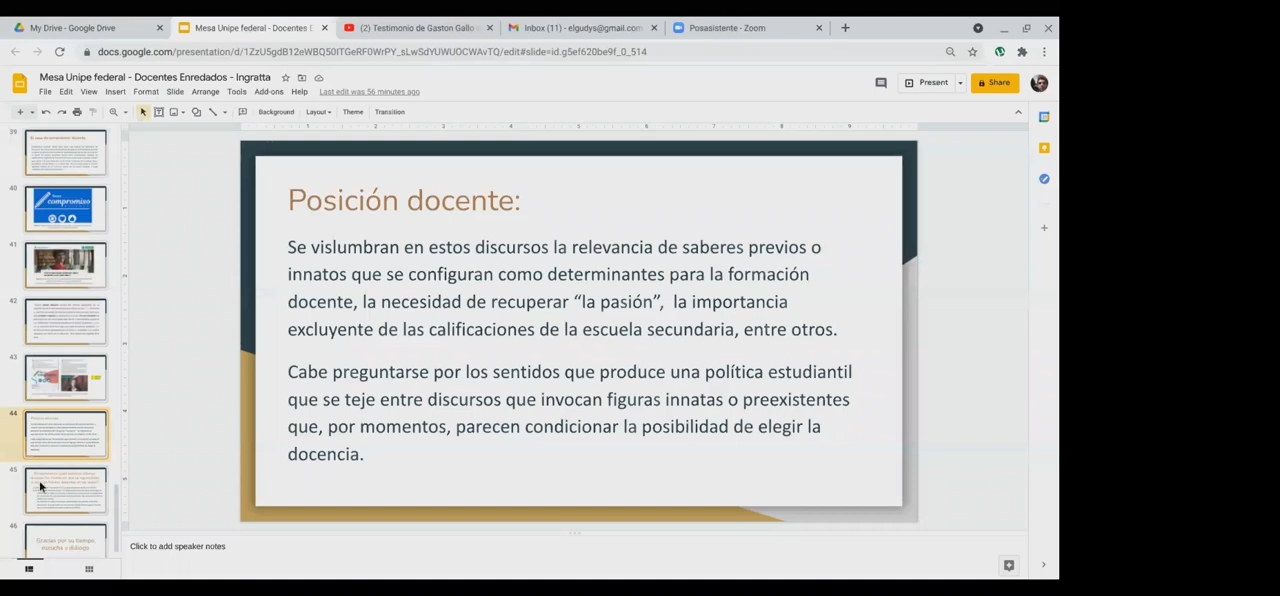 My Drive - Google Drive
Mesa Unipe federal - Docentes E
(2) Testimonio de Gaston Gallo
Inbox (11) - elgudys@gmail.com
Posasistente - Zoom
docs.google.com/presentation/d/1ZzU5gdB12eWBQ50ITGeRF0WrPY_sLwSdYUWUOCWAvTQ/edit#slide=id.g5ef620be9f_0_514
Mesa Unipe federal - Docentes Enredados - Ingratta
File Edit View Insert Format Slide Arrange Tools Add-ons Help Last edit was 56 minutes ago
Present
Share
Background Layout Theme Transition
39
40
compromiso
41
42
43
44
45
46
Gracias por su tiempo,
escucha y diálogo
Posición docente:
Se vislumbran en estos discursos la relevancia de saberes previos o
innatos que se configuran como determinantes para la formación
docente, la necesidad de recuperar “la pasión”, la importancia
excluyente de las calificaciones de la escuela secundaria, entre otros.
Cabe preguntarse por los sentidos que produce una política estudiantil
que se teje entre discursos que invocan figuras innatas o preexistentes
que, por momentos, parecen condicionar la posibilidad de elegir la
docencia.
Click to add speaker notes